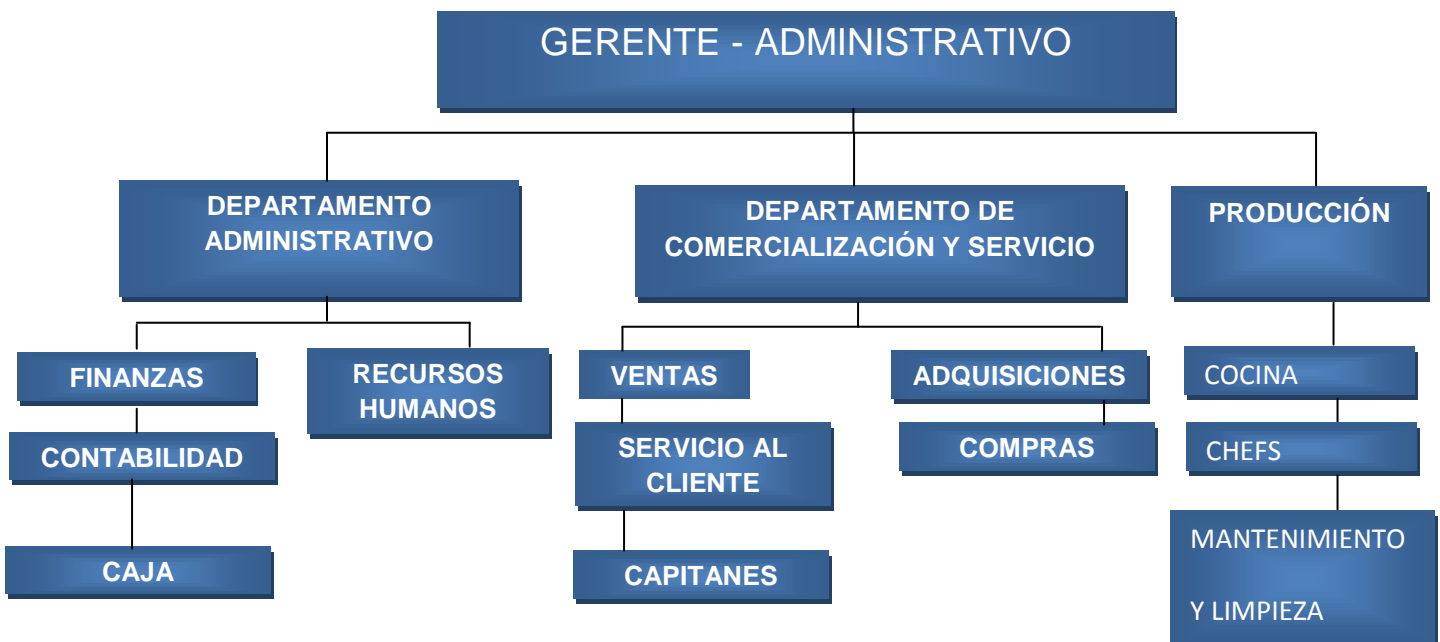 GERENTE - ADMINISTRATIVO
DEPARTAMENTO
ADMINISTRATIVO
DEPARTAMENTO DE
COMERCIALIZACIÓN Y SERVICIO
PRODUCCIÓN
FINANZAS
RECURSOS
HUMANOS
VENTAS
ADQUISICIONES
COCINA
CONTABILIDAD
SERVICIO AL
CLIENTE
COMPRAS
CHEFS
CAJA
CAPITANES
MANTENIMIENTO
Y LIMPIEZA